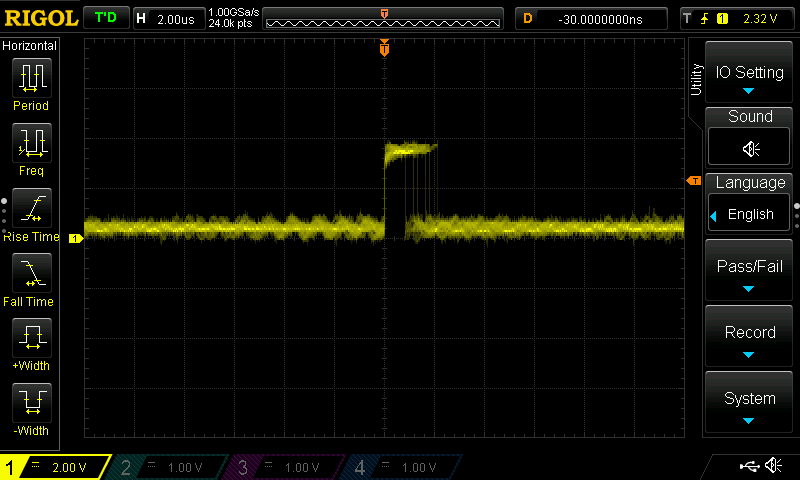 RIGOL T'D H 2.00us 1.00GSa/s
24.0k pts T D -30.0000000ns T 1 2.32 V
Horizontal
Period
Freq
Rise Time
Fall Time
+Width
-Width
T
T
1
Utility
IO Setting
Sound
Language
English
Pass/Fail
Record
System
1 2.00 V 2 1.00 V 3 1.00 V 4 1.00 V